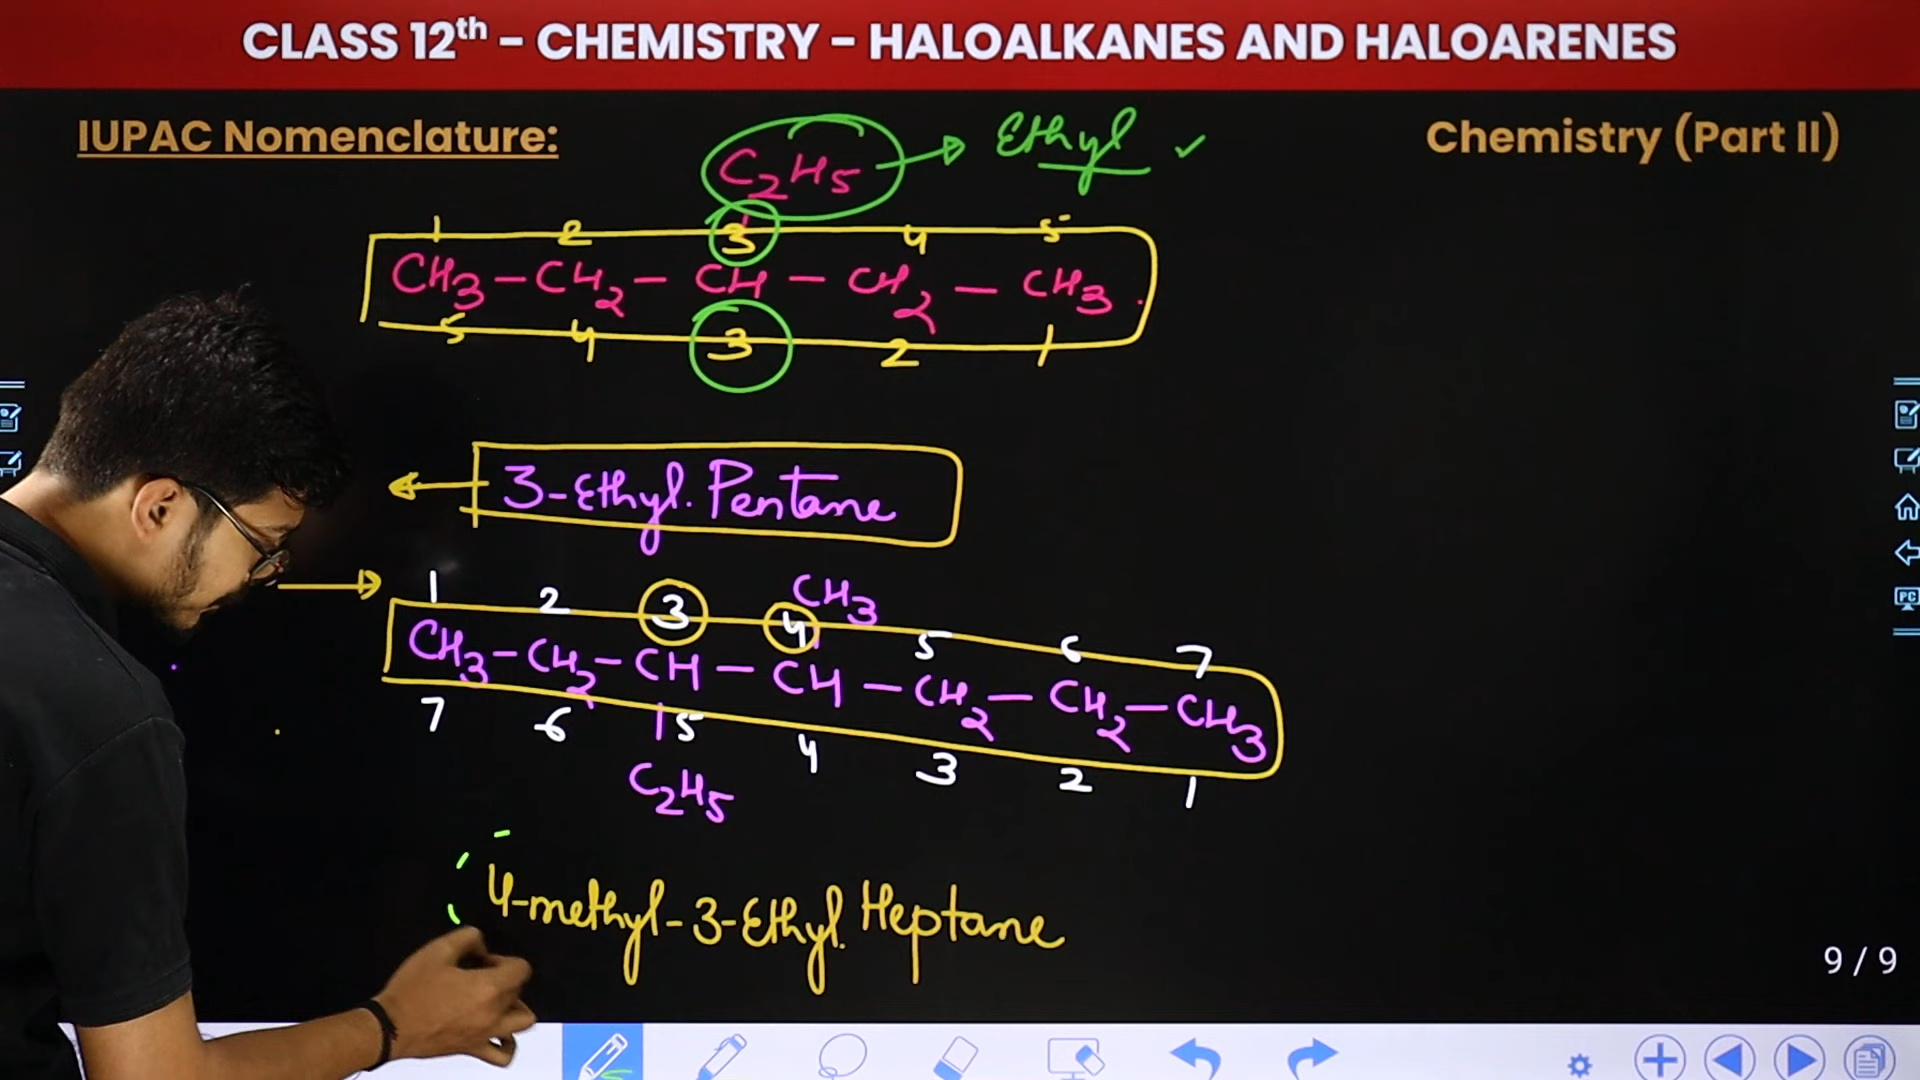 CLASS 12th - CHEMISTRY - HALOALKANES AND HALOARENES
IUPAC Nomenclature:
Chemistry (Part II)
C2H5 → Ethyl ✓
1 2 3 4 5
CH3 - CH2 - CH - CH2 - CH3
5 4 3 2 1
3-Ethyl. Pentane
CH3
1 2 3 4 5 6 7
CH3 - CH2 - CH - CH - CH2 - CH2 - CH3
7 6 5 4 3 2 1
C2H5
4-methyl-3-Ethyl. Heptane
9 / 9
PC